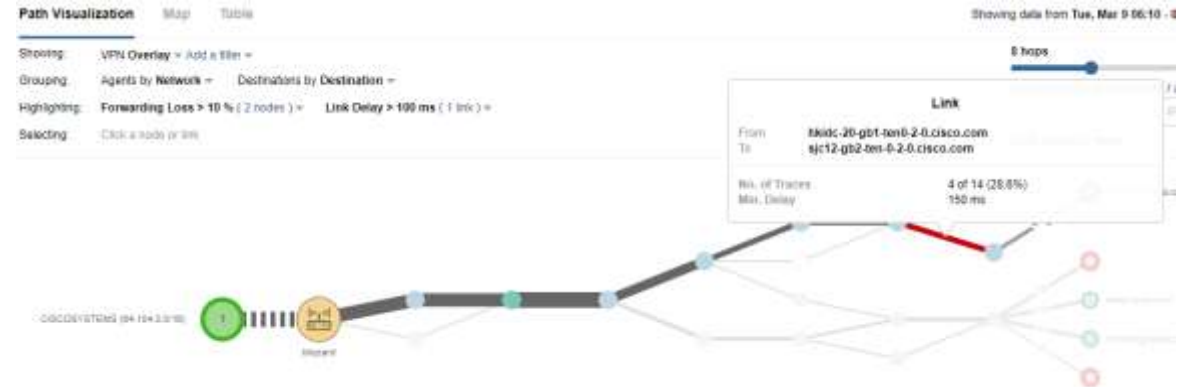 Path Visualization Map Table
Showing data from Tue, Mar 9 06:10 -
Showing: VPN Overlay Add a filter
8 hops
Grouping: Agents by Network Destinations by Destination
Highlighting: Forwarding Loss > 10 % ( 2 nodes ) Link Delay > 100 ms ( 1 link )
Selecting: Click a node or link
Link
From hkidc-20-gb1-ten0-2-0.cisco.com
To sjc12-gb2-ten-0-2-0.cisco.com
No. of Traces 4 of 14 (28.6%)
Min. Delay 150 ms
CISCOSYSTEMS
1